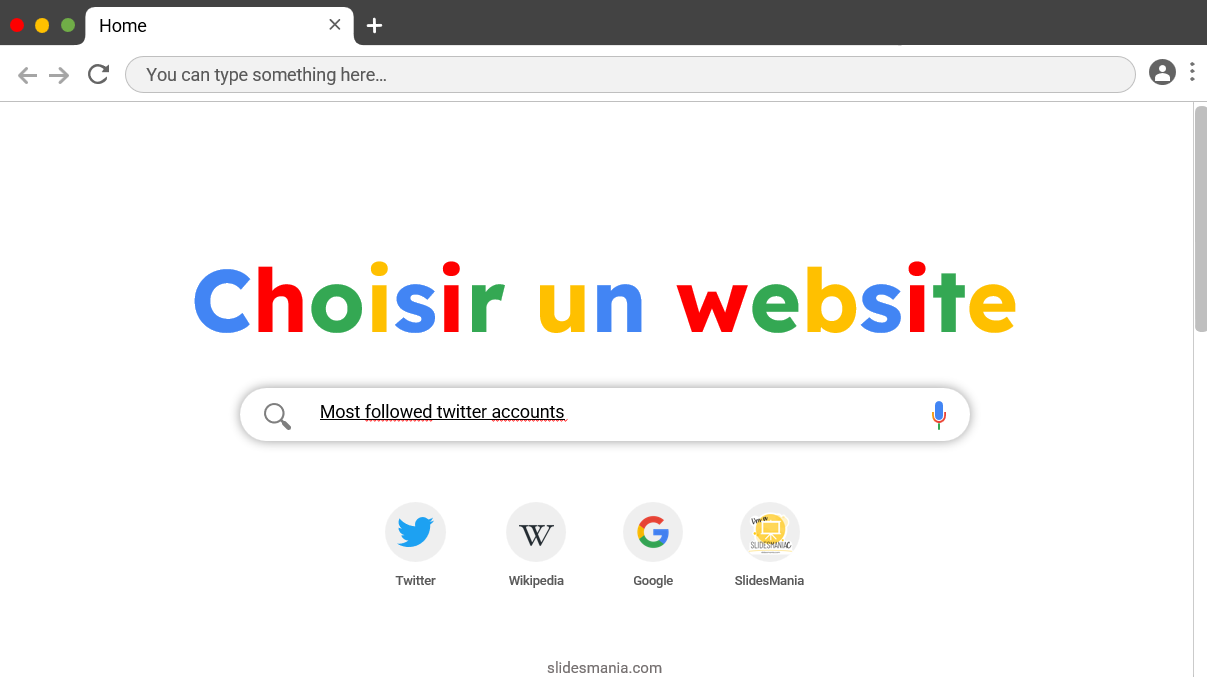 Home
You can type something here...
Choisir un website
Most followed twitter accounts
W
G
SLIDESMANIAC
Twitter
Wikipedia
Google
SlidesMania
slidesmania.com